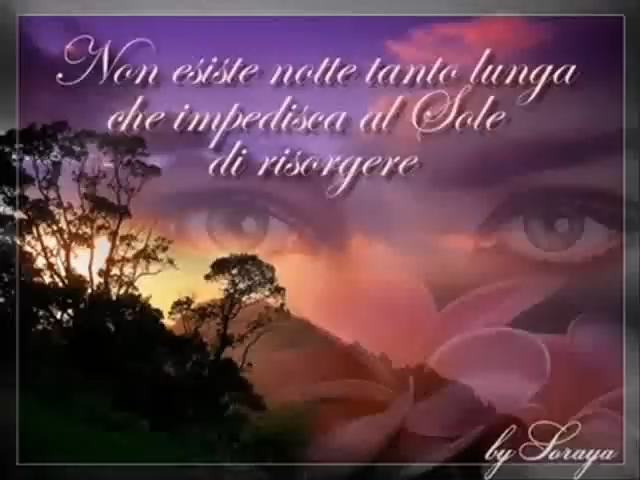 Non esiste notte tanto lunga
che impedisca al Sole
di risorgere
by Soraya